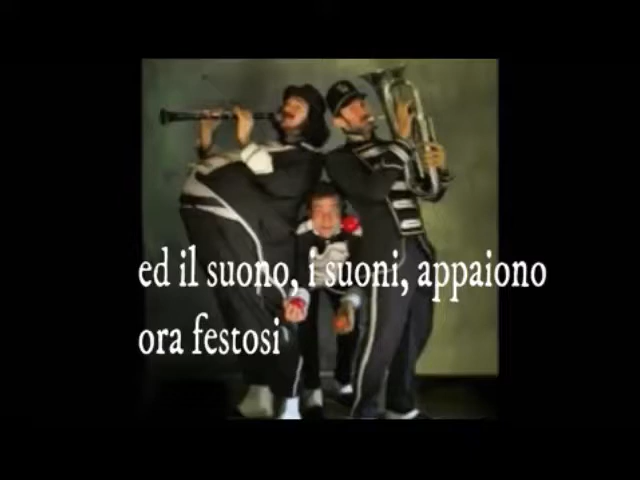 ed il suono, i suoni, appaiono
ora festosi